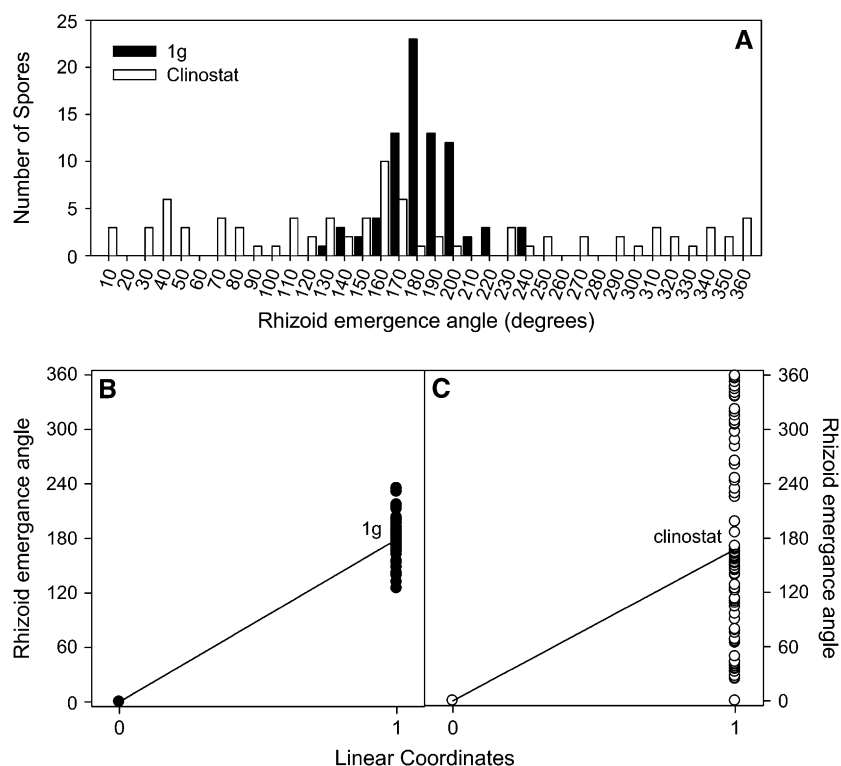 A
1g
Clinostat
Number of Spores
25
20
15
10
5
0
10 20 30 40 50 60 70 80 90 100 110 120 130 140 150 160 170 180 190 200 210 220 230 240 250 260 270 280 290 300 310 320 330 340 350 360
Rhizoid emergence angle (degrees)
B
Rhizoid emergance angle
360
300
240
180
120
60
0
1g
0 1
C
clinostat
360
300
240
180
120
60
0
Rhizoid emergance angle
0 1
Linear Coordinates